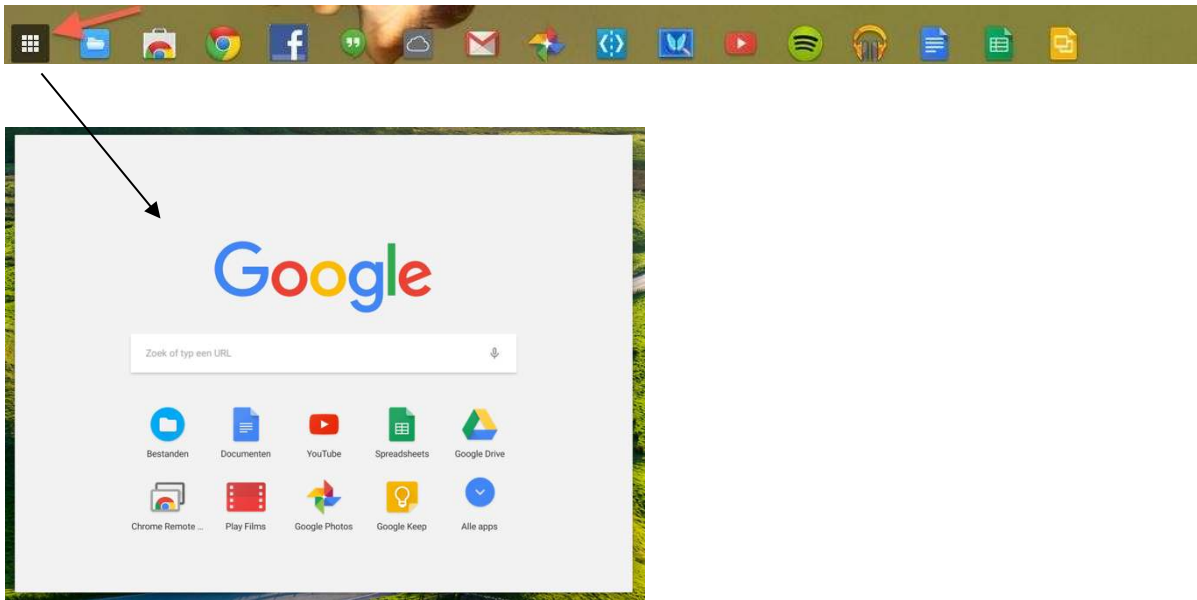 Google
Zoek of typ een URL
Bestanden Documenten YouTube Spreadsheets Google Drive
Chrome Remote ... Play Films Google Photos Google Keep Alle apps